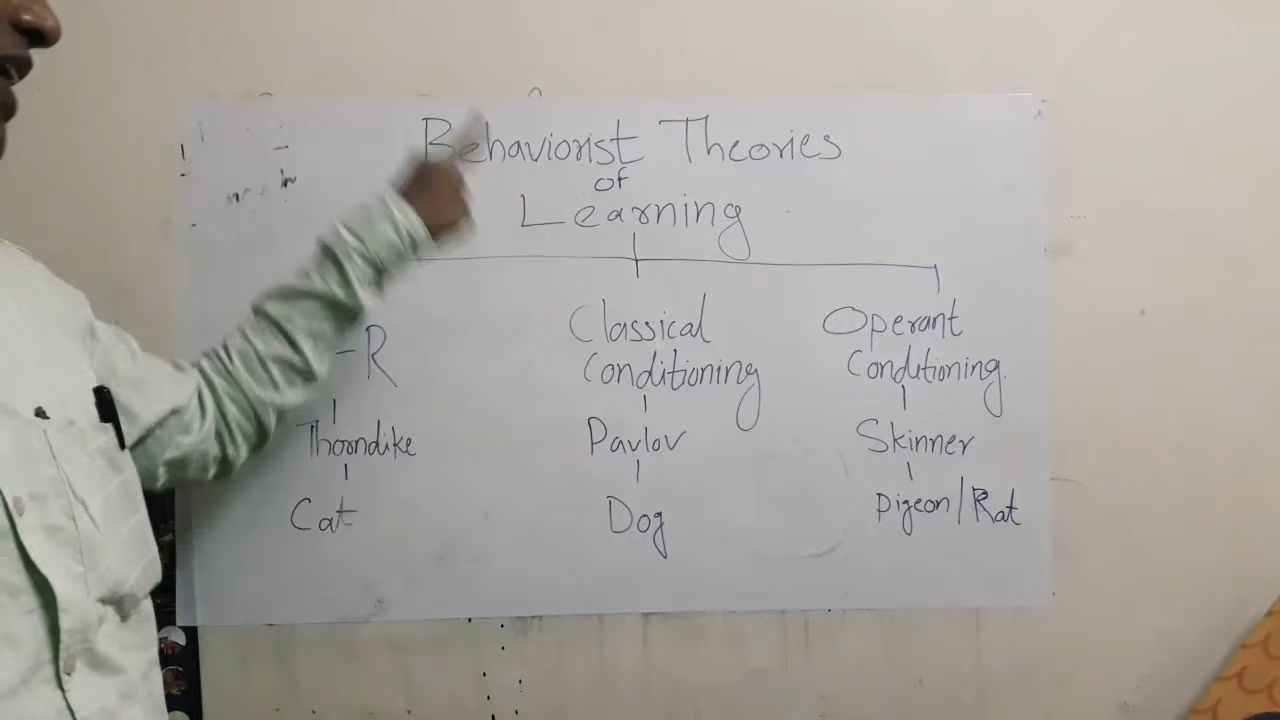 Behaviorist Theories
of
Learning
-R
Thorndike
Cat
Classical
Conditioning
Pavlov
Dog
Operant
Conditioning.
Skinner
Pigeon/Rat